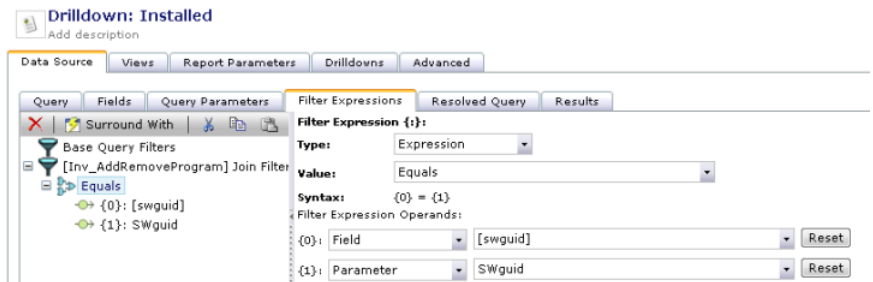 Drilldown: Installed
Add description
Data Source Views Report Parameters Drilldowns Advanced
Query Fields Query Parameters Filter Expressions Resolved Query Results
Surround With
Base Query Filters
[Inv_AddRemoveProgram] Join Filter
Equals
{0}: [swguid]
{1}: SWguid
Filter Expression {:}:
Type: Expression
Value: Equals
Syntax: {0} = {1}
Filter Expression Operands:
{0}: Field [swguid] Reset
{1}: Parameter SWguid Reset